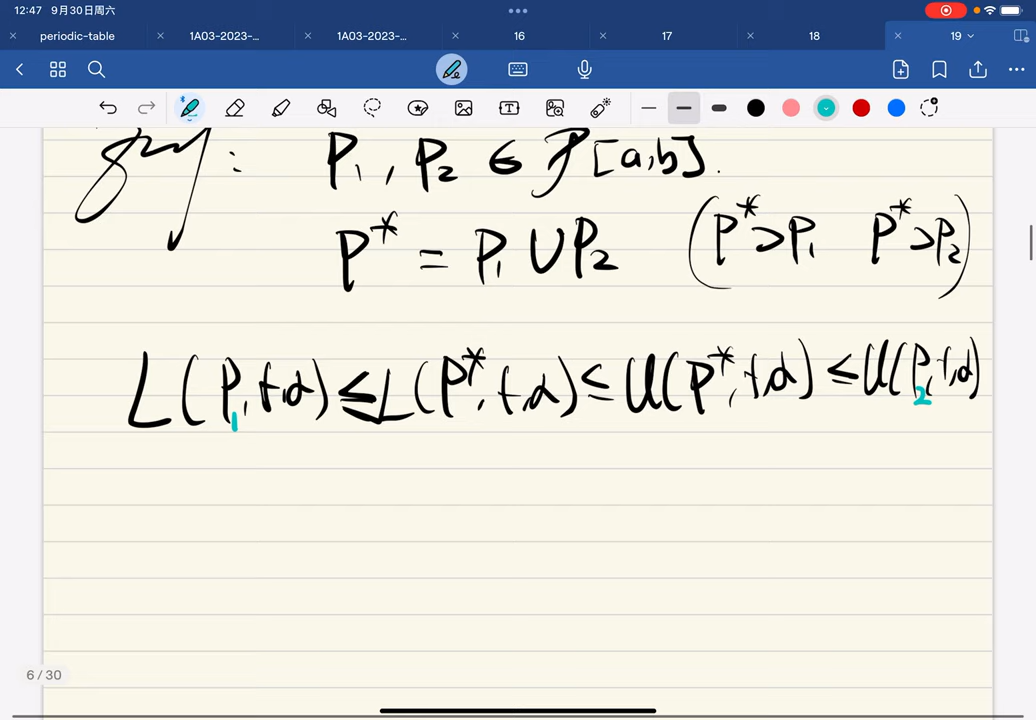 12:47 9月30日周六
periodic-table 1A03-2023-... 1A03-2023-... 16 17 18 19
: P₁, P₂ ∈ 𝒫[a,b].
P* = P₁ ∪ P₂ (P* ⊃ P₁ P* ⊃ P₂)
L(P₁, f, α) ≤ L(P*, f, α) ≤ U(P*, f, α) ≤ U(P₂, f, α)
6 / 30